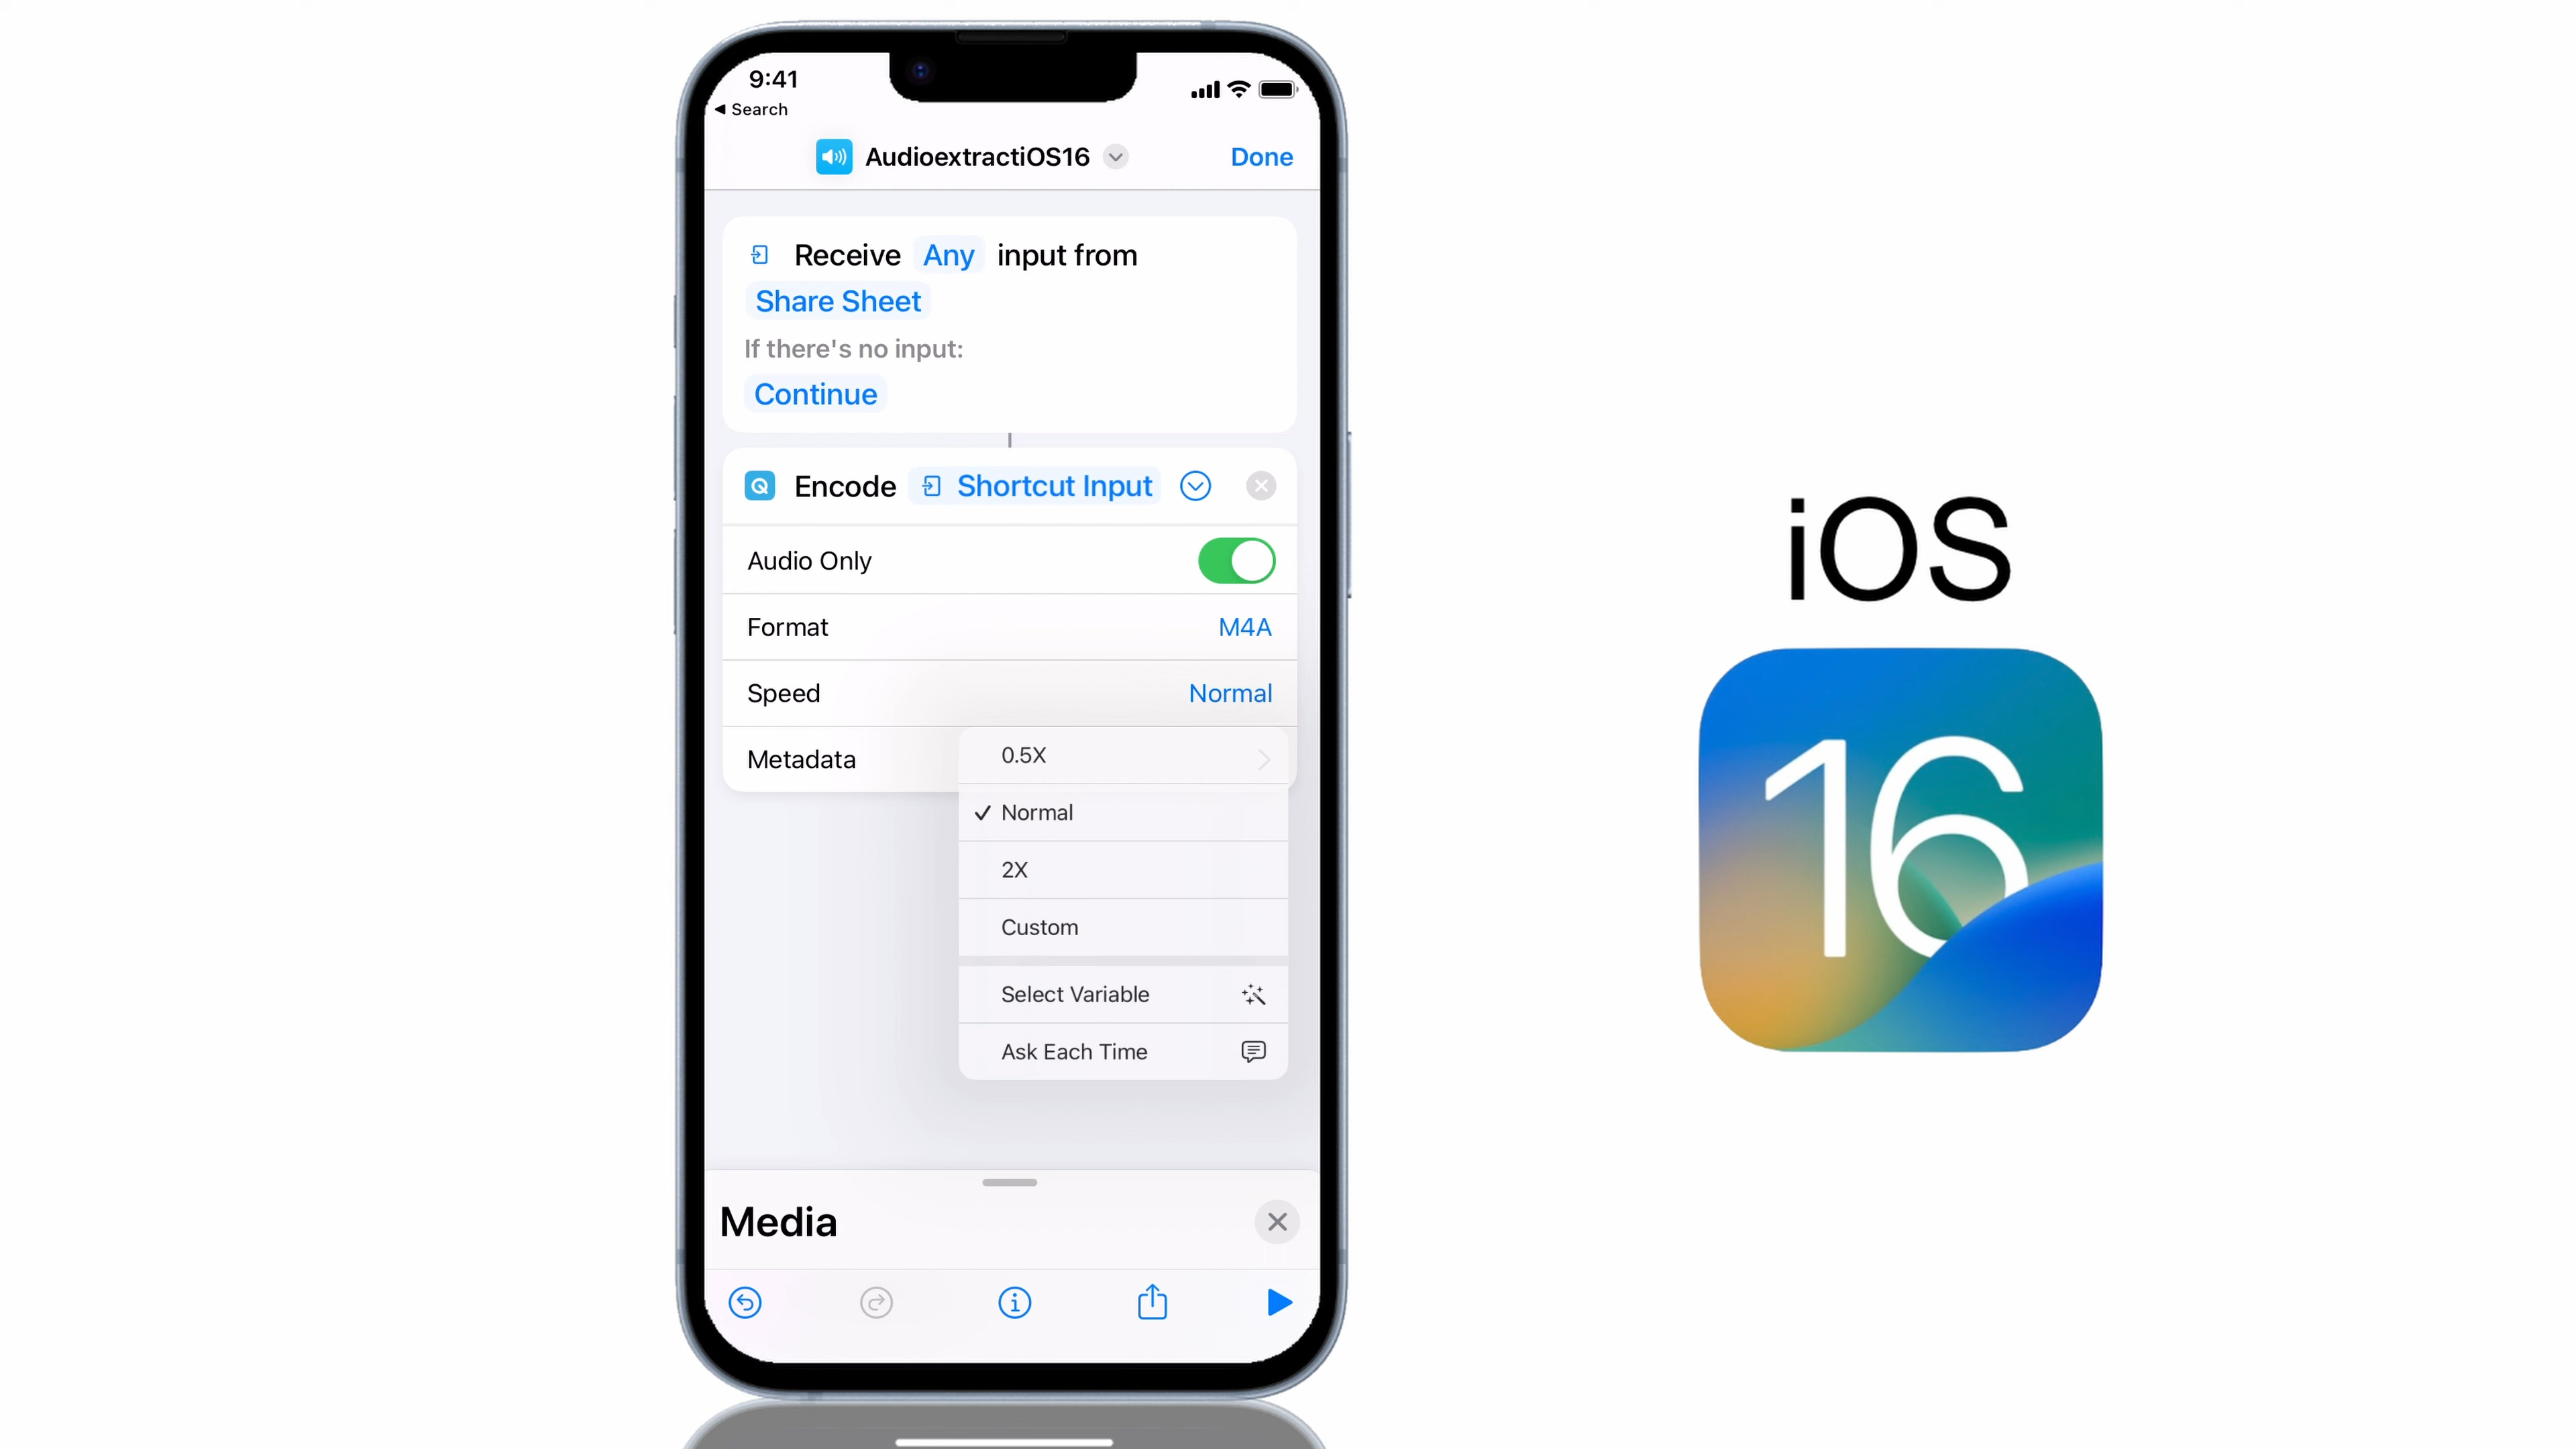 9:41
Search
AudioextractiOS16
Done
Receive Any input from
Share Sheet
If there's no input:
Continue
Encode Shortcut Input
Audio Only
Format M4A
Speed Normal
Metadata
0.5X
Normal
2X
Custom
Select Variable
Ask Each Time
Media
iOS
16